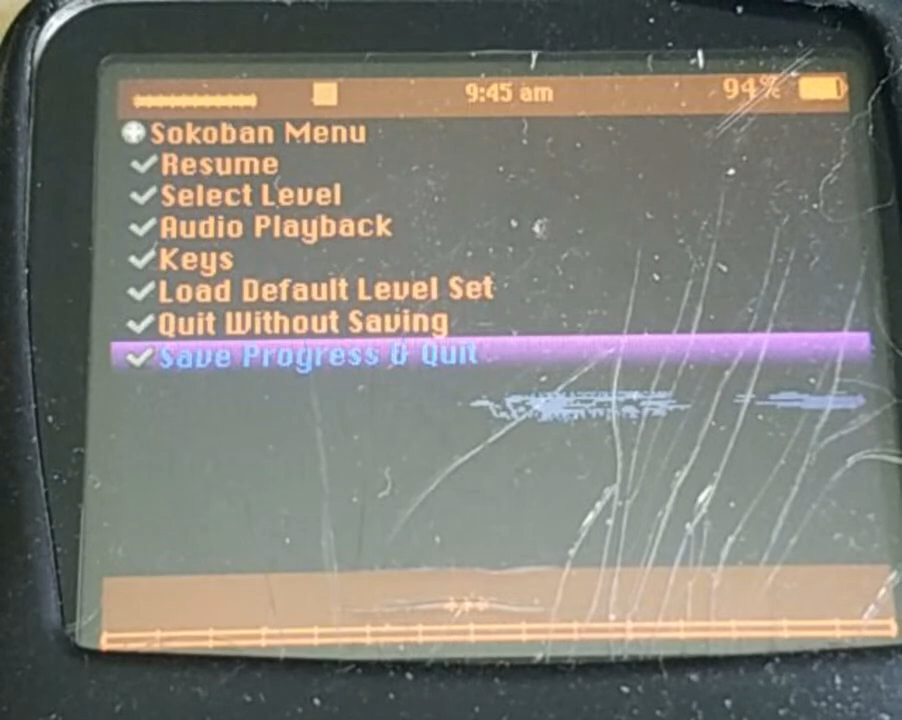 9:45 am 94%
Sokoban Menu
Resume
Select Level
Audio Playback
Keys
Load Default Level Set
Quit Without Saving
Save Progress & Quit